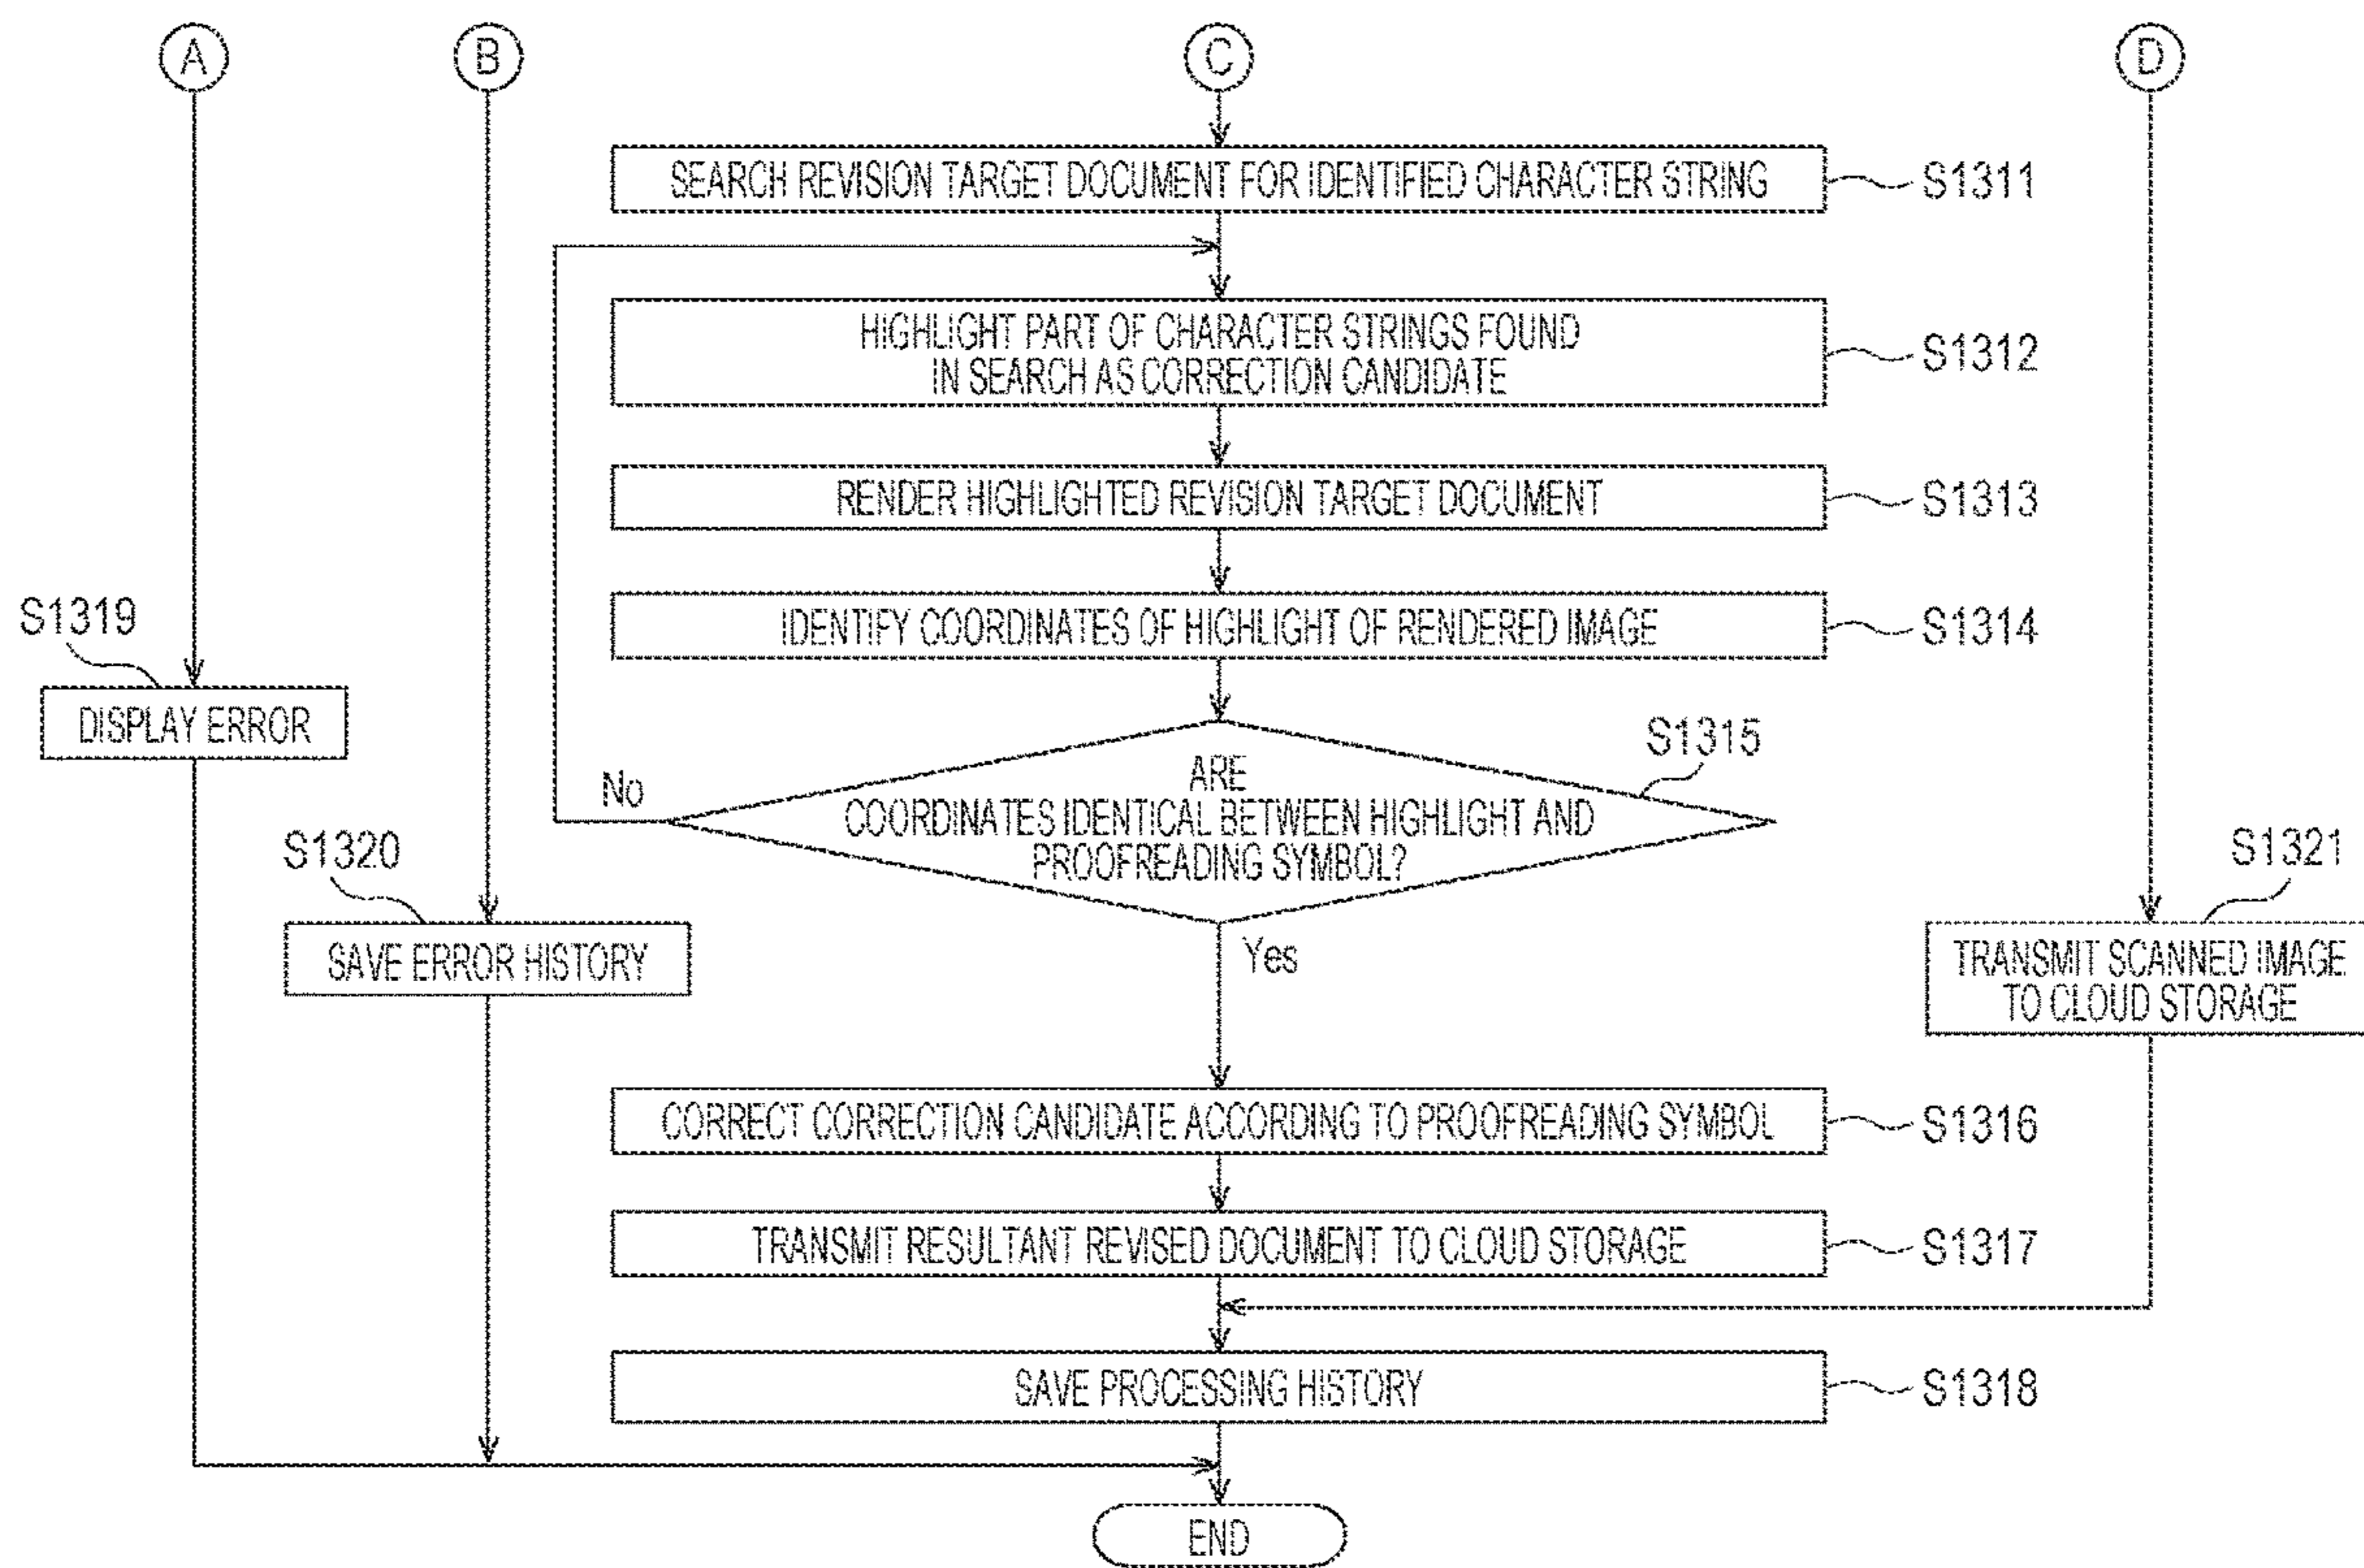 A
B
C
D
SEARCH REVISION TARGET DOCUMENT FOR IDENTIFIED CHARACTER STRING
S1311
HIGHLIGHT PART OF CHARACTER STRINGS FOUND
IN SEARCH AS CORRECTION CANDIDATE
S1312
RENDER HIGHLIGHTED REVISION TARGET DOCUMENT
S1313
IDENTIFY COORDINATES OF HIGHLIGHT OF RENDERED IMAGE
S1314
S1319
DISPLAY ERROR
S1315
ARE
COORDINATES IDENTICAL BETWEEN HIGHLIGHT AND
PROOFREADING SYMBOL?
No
Yes
S1320
SAVE ERROR HISTORY
S1321
TRANSMIT SCANNED IMAGE
TO CLOUD STORAGE
CORRECT CORRECTION CANDIDATE ACCORDING TO PROOFREADING SYMBOL
S1316
TRANSMIT RESULTANT REVISED DOCUMENT TO CLOUD STORAGE
S1317
SAVE PROCESSING HISTORY
S1318
END